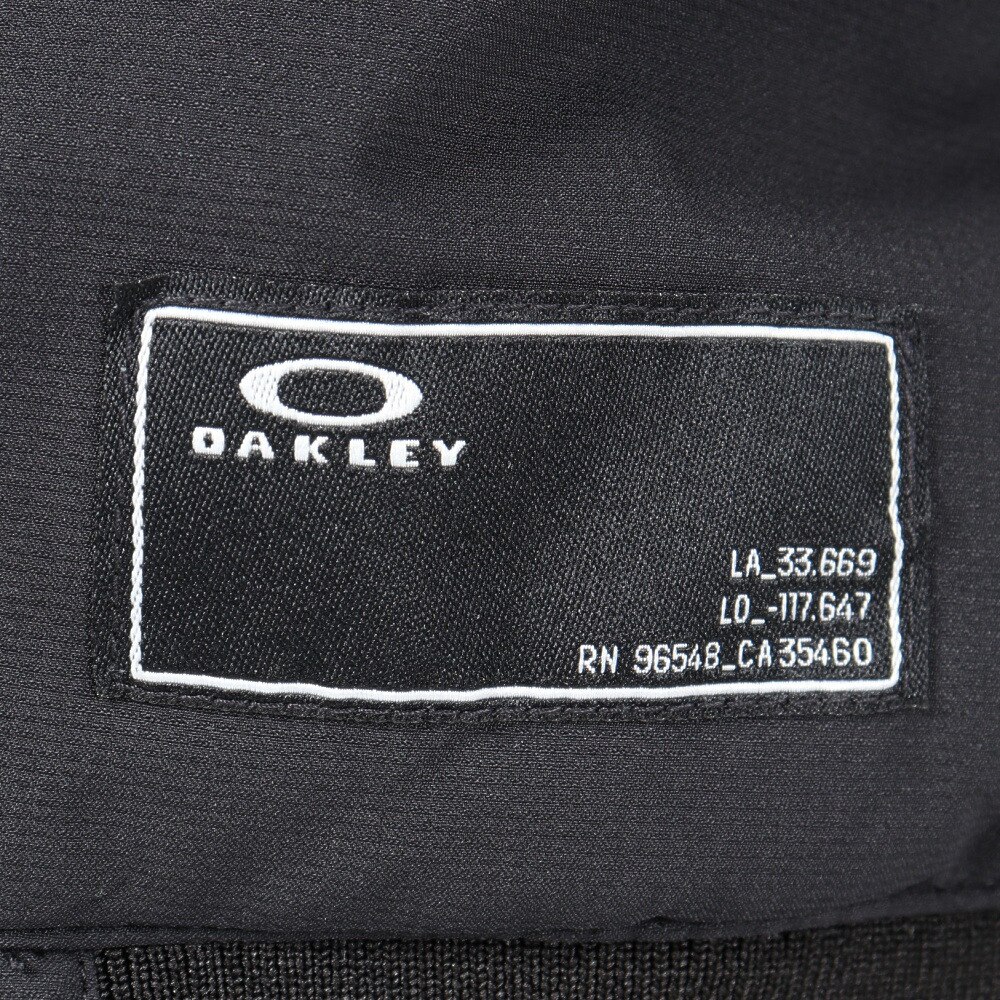 OAKLEY
LA_33.669
LO_-117.647
RN 96548_CA35460